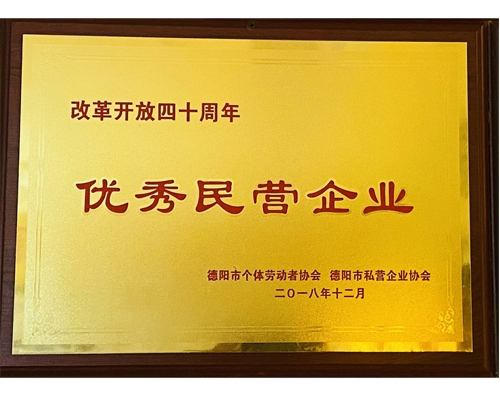 改革开放四十周年
优秀民营企业
德阳市个体劳动者协会 德阳市私营企业协会
二〇一八年十二月